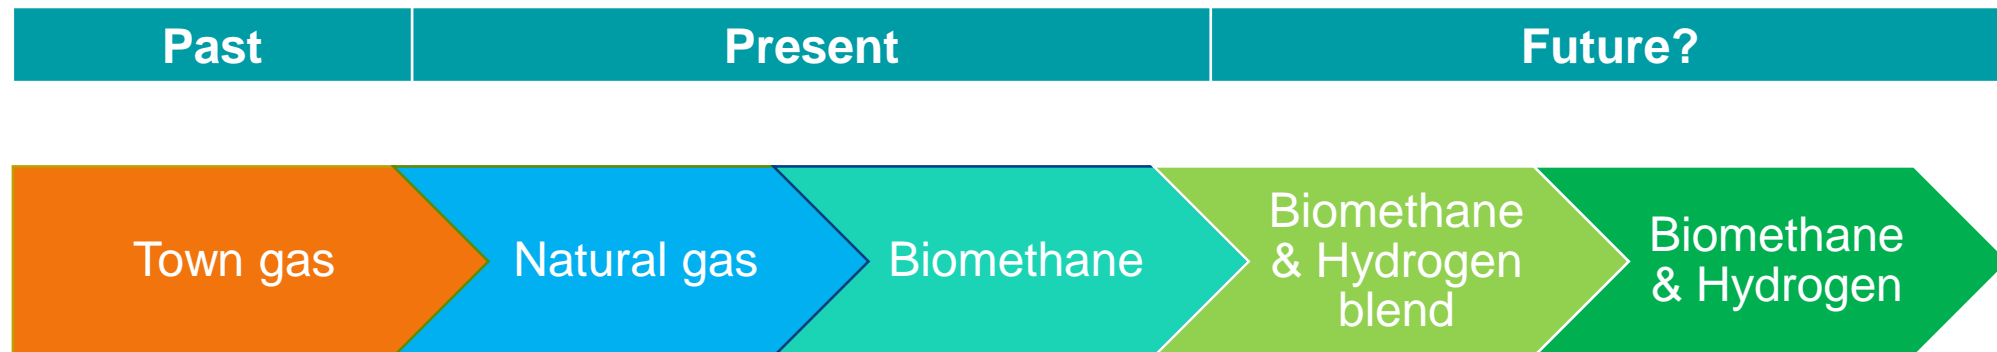 Past
Present
Future?
Town gas
Natural gas
Biomethane
Biomethane
& Hydrogen
blend
Biomethane
& Hydrogen